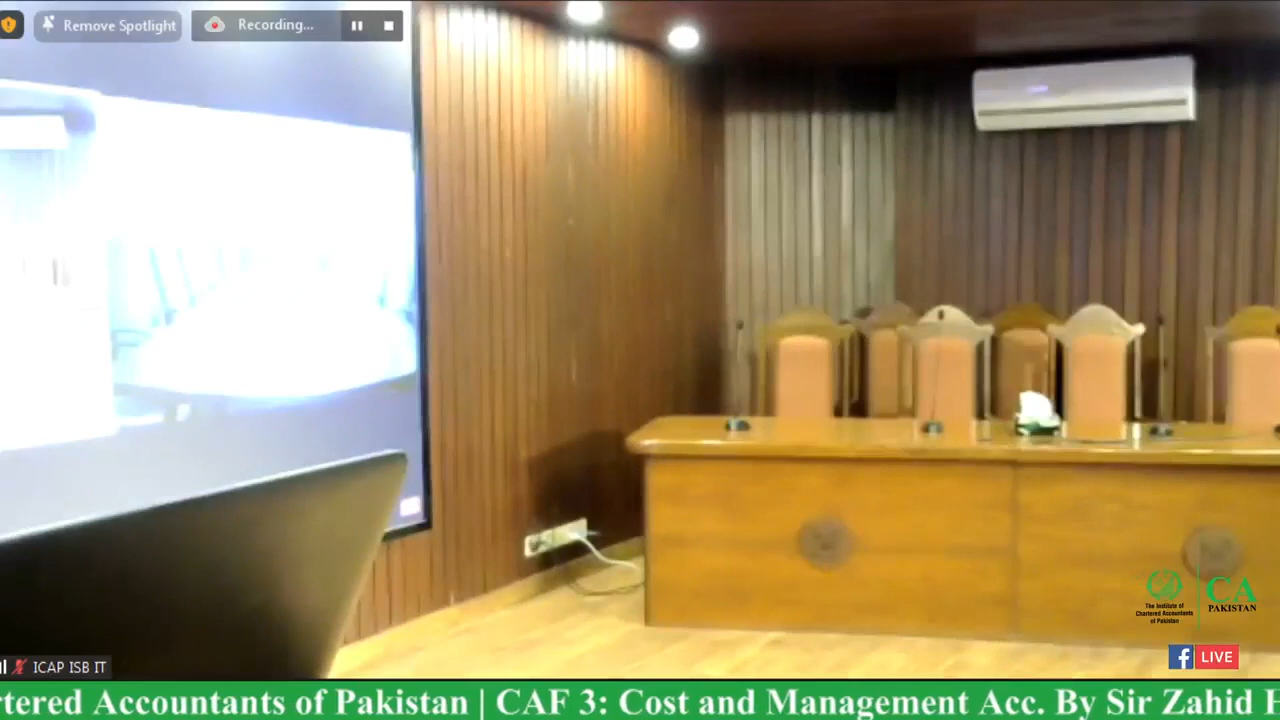 Remove Spotlight
Recording...
The Institute of
Chartered Accountants
of Pakistan
CA
PAKISTAN
LIVE
ICAP ISB IT
rtered Accountants of Pakistan | CAF 3: Cost and Management Acc. By Sir Zahid H